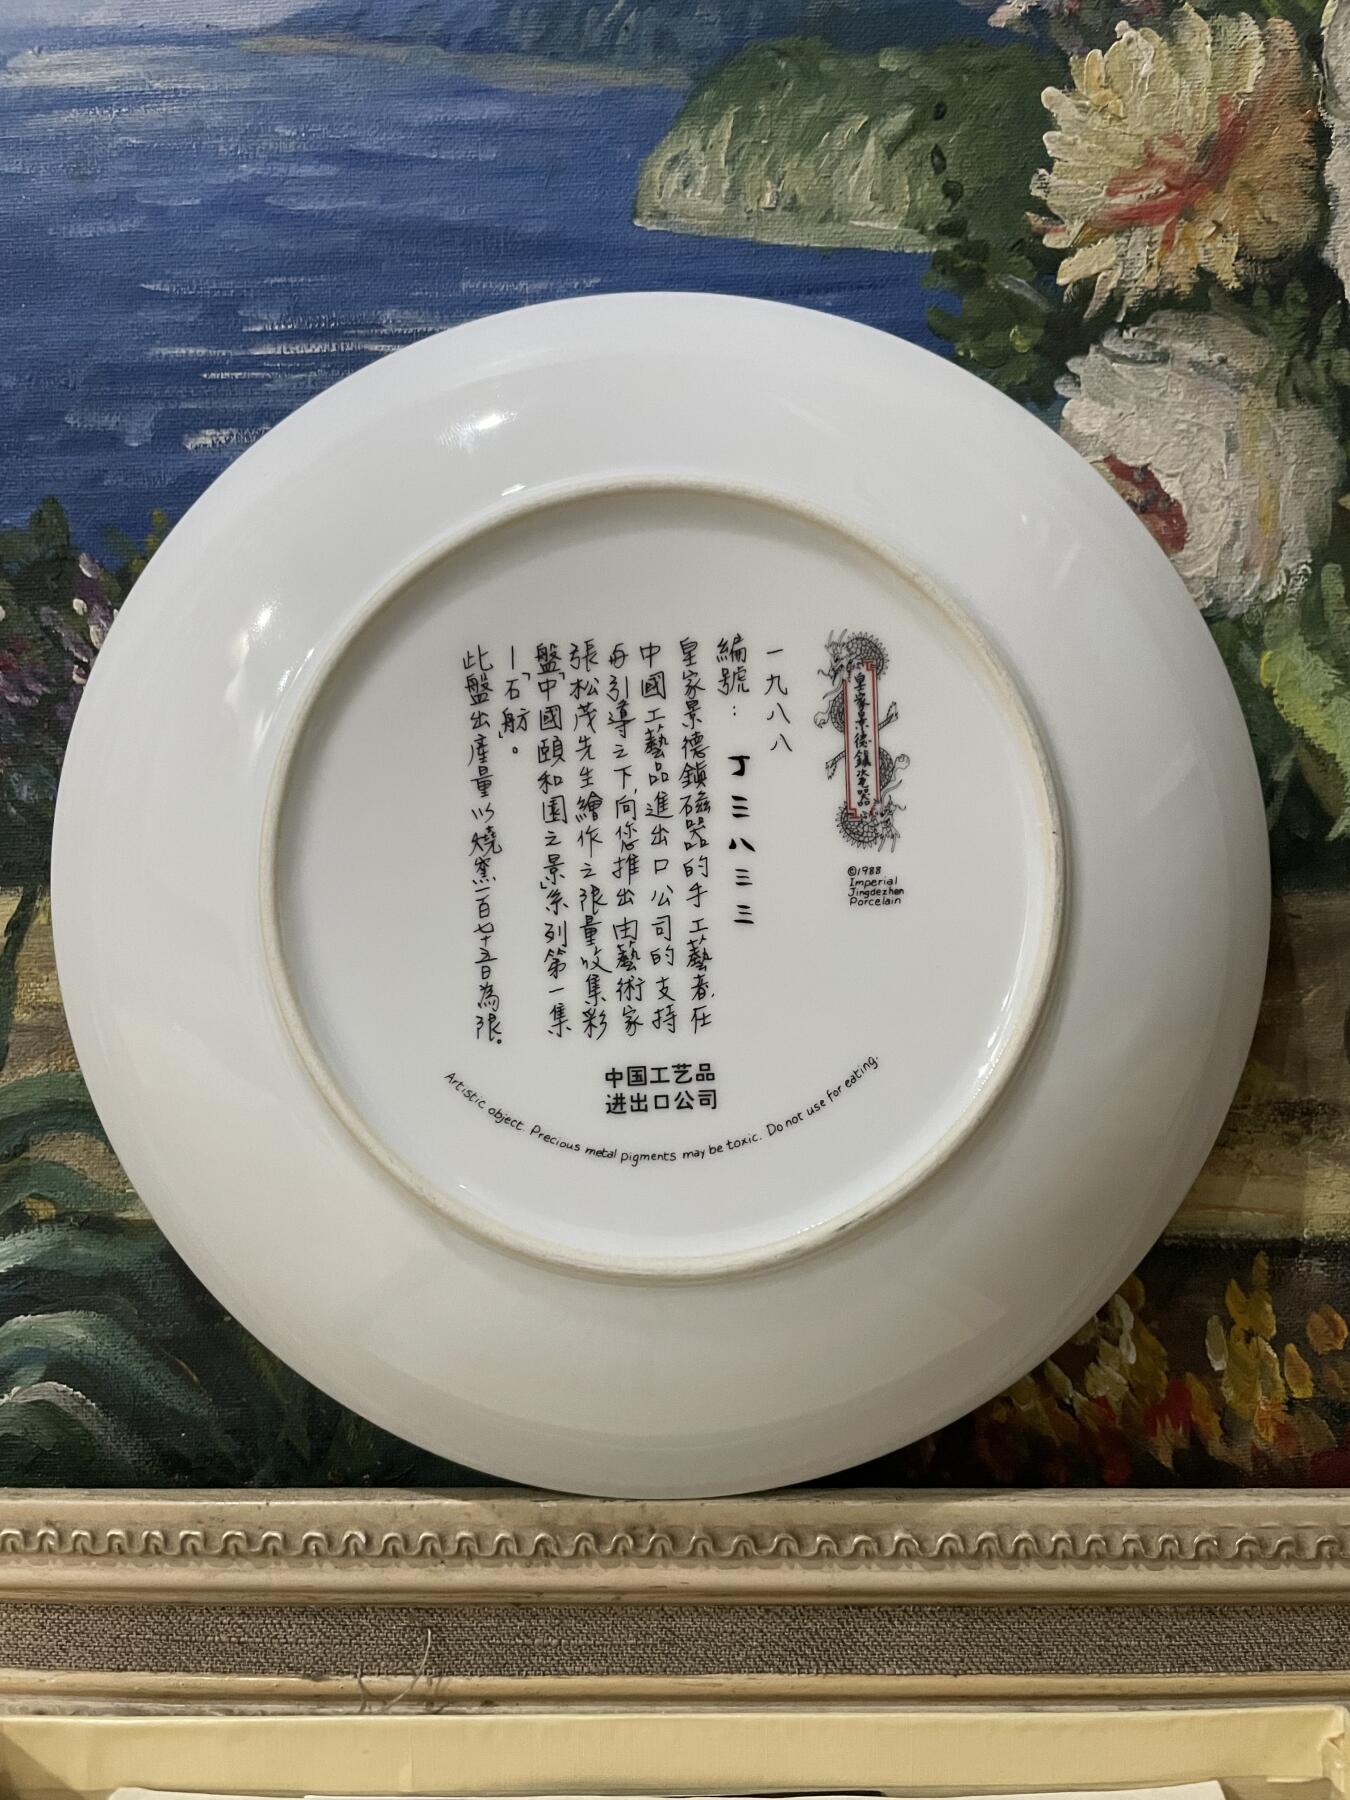 皇家景德鎮瓷器
©1988
Imperial
Jingdezhen
Porcelain
一九八八
編號：丁三八三三
皇家景德鎮磁器的手工藝者，在
中國工藝品進出口公司的支持
与引導之下，向您推出由藝術家
張松茂先生繪作之限量收集彩
盤「中國頤和園之景」系列第一集
—「石舫」。
此盤出產量以燒窯一百七十五日為限。
中国工艺品
进出口公司
Artistic object. Precious metal pigments may be toxic. Do not use for eating.